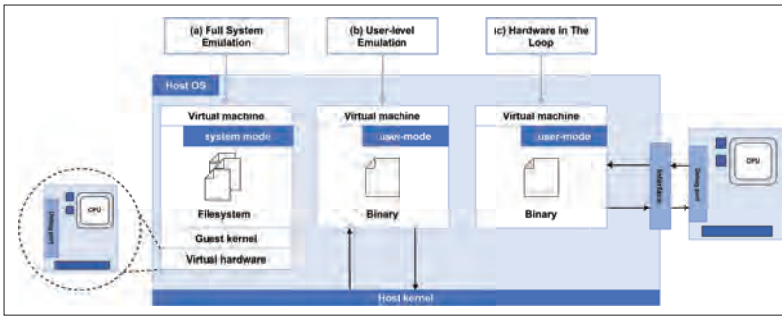 (a) Full System
Emulation
(b) User-level
Emulation
(c) Hardware In The
Loop
Host OS
Virtual machine
system mode
Filesystem
Guest kernel
Virtual hardware
Virtual machine
user-mode
Binary
Virtual machine
user-mode
Binary
Interface
Debug port
CPU
Debug port
CPU
Host kernel